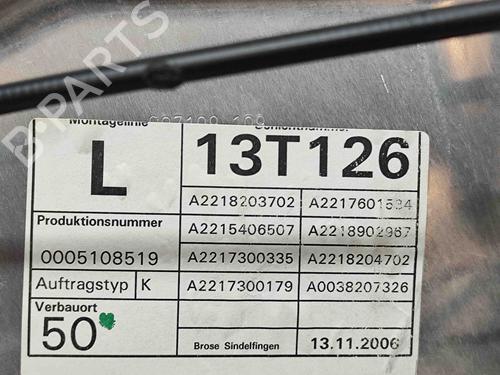 Montagelinie
L
13T126
A2218203702 A2217601534
Produktionsnummer A2215406507 A2218902967
0005108519 A2217300335 A2218204702
Auftragstyp K A2217300179 A0038207326
Verbauort
50
Brose Sindelfingen 13.11.2006
B-PARTS